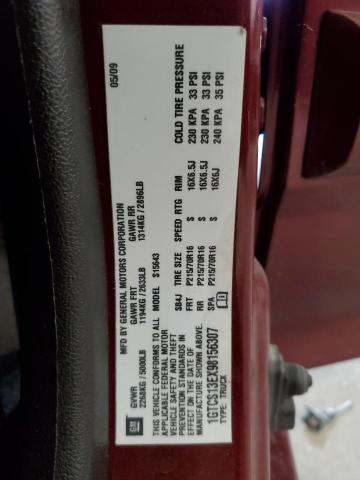 GM MFD BY GENERAL MOTORS CORPORATION 05/09
GVWR GAWR FRT GAWR RR
2268KG / 5000LB 1194KG / 2633LB 1314KG / 2896LB
THIS VEHICLE CONFORMS TO ALL MODEL S15643
APPLICABLE FEDERAL MOTOR
VEHICLE SAFETY AND THEFT
PREVENTION STANDARDS IN
EFFECT ON THE DATE OF
MANUFACTURE SHOWN ABOVE.
1GTCS13EX98156307
TYPE: TRUCK
SB4J TIRE SIZE SPEED RTG RIM COLD TIRE PRESSURE
FRT P215/70R16 S 16X6.5J 230 KPA 33 PSI
RR P215/70R16 S 16X6.5J 230 KPA 33 PSI
SPA P215/70R16 S 16X6J 240 KPA 35 PSI